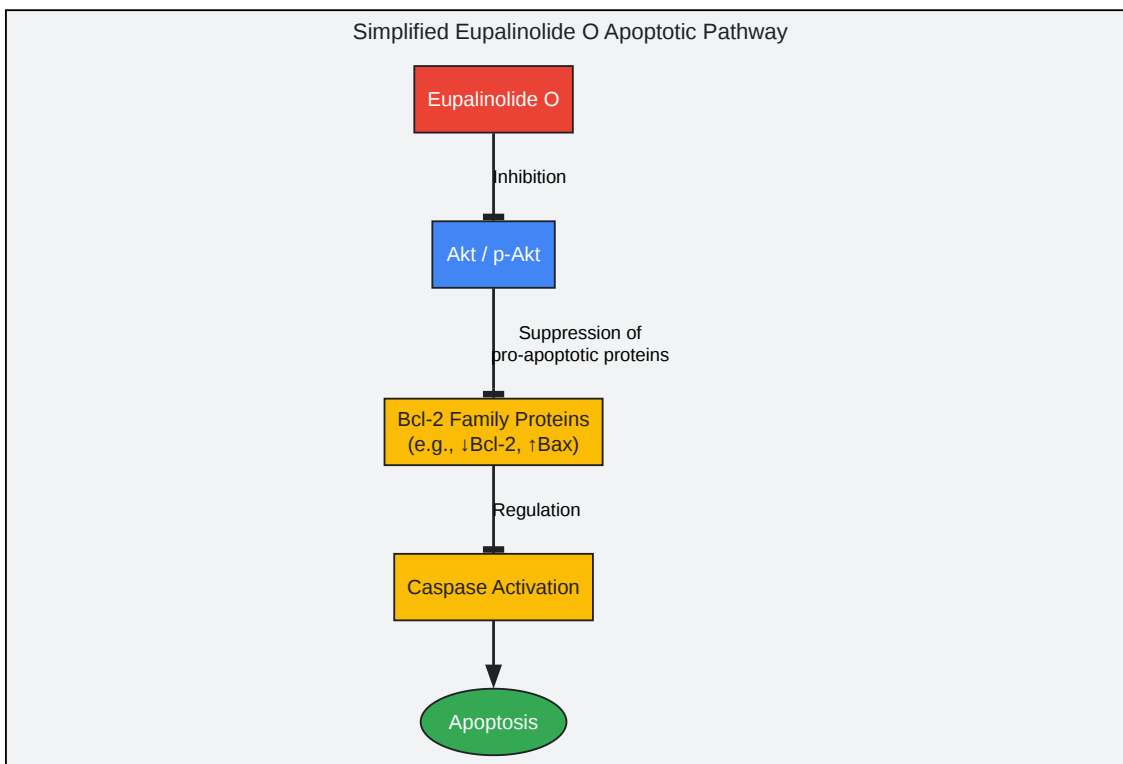 Simplified Eupalinolide O Apoptotic Pathway
Eupalinolide O
Inhibition
Akt / p-Akt
Suppression of
pro-apoptotic proteins
Bcl-2 Family Proteins
(e.g., ↓Bcl-2, ↑Bax)
Regulation
Caspase Activation
Apoptosis